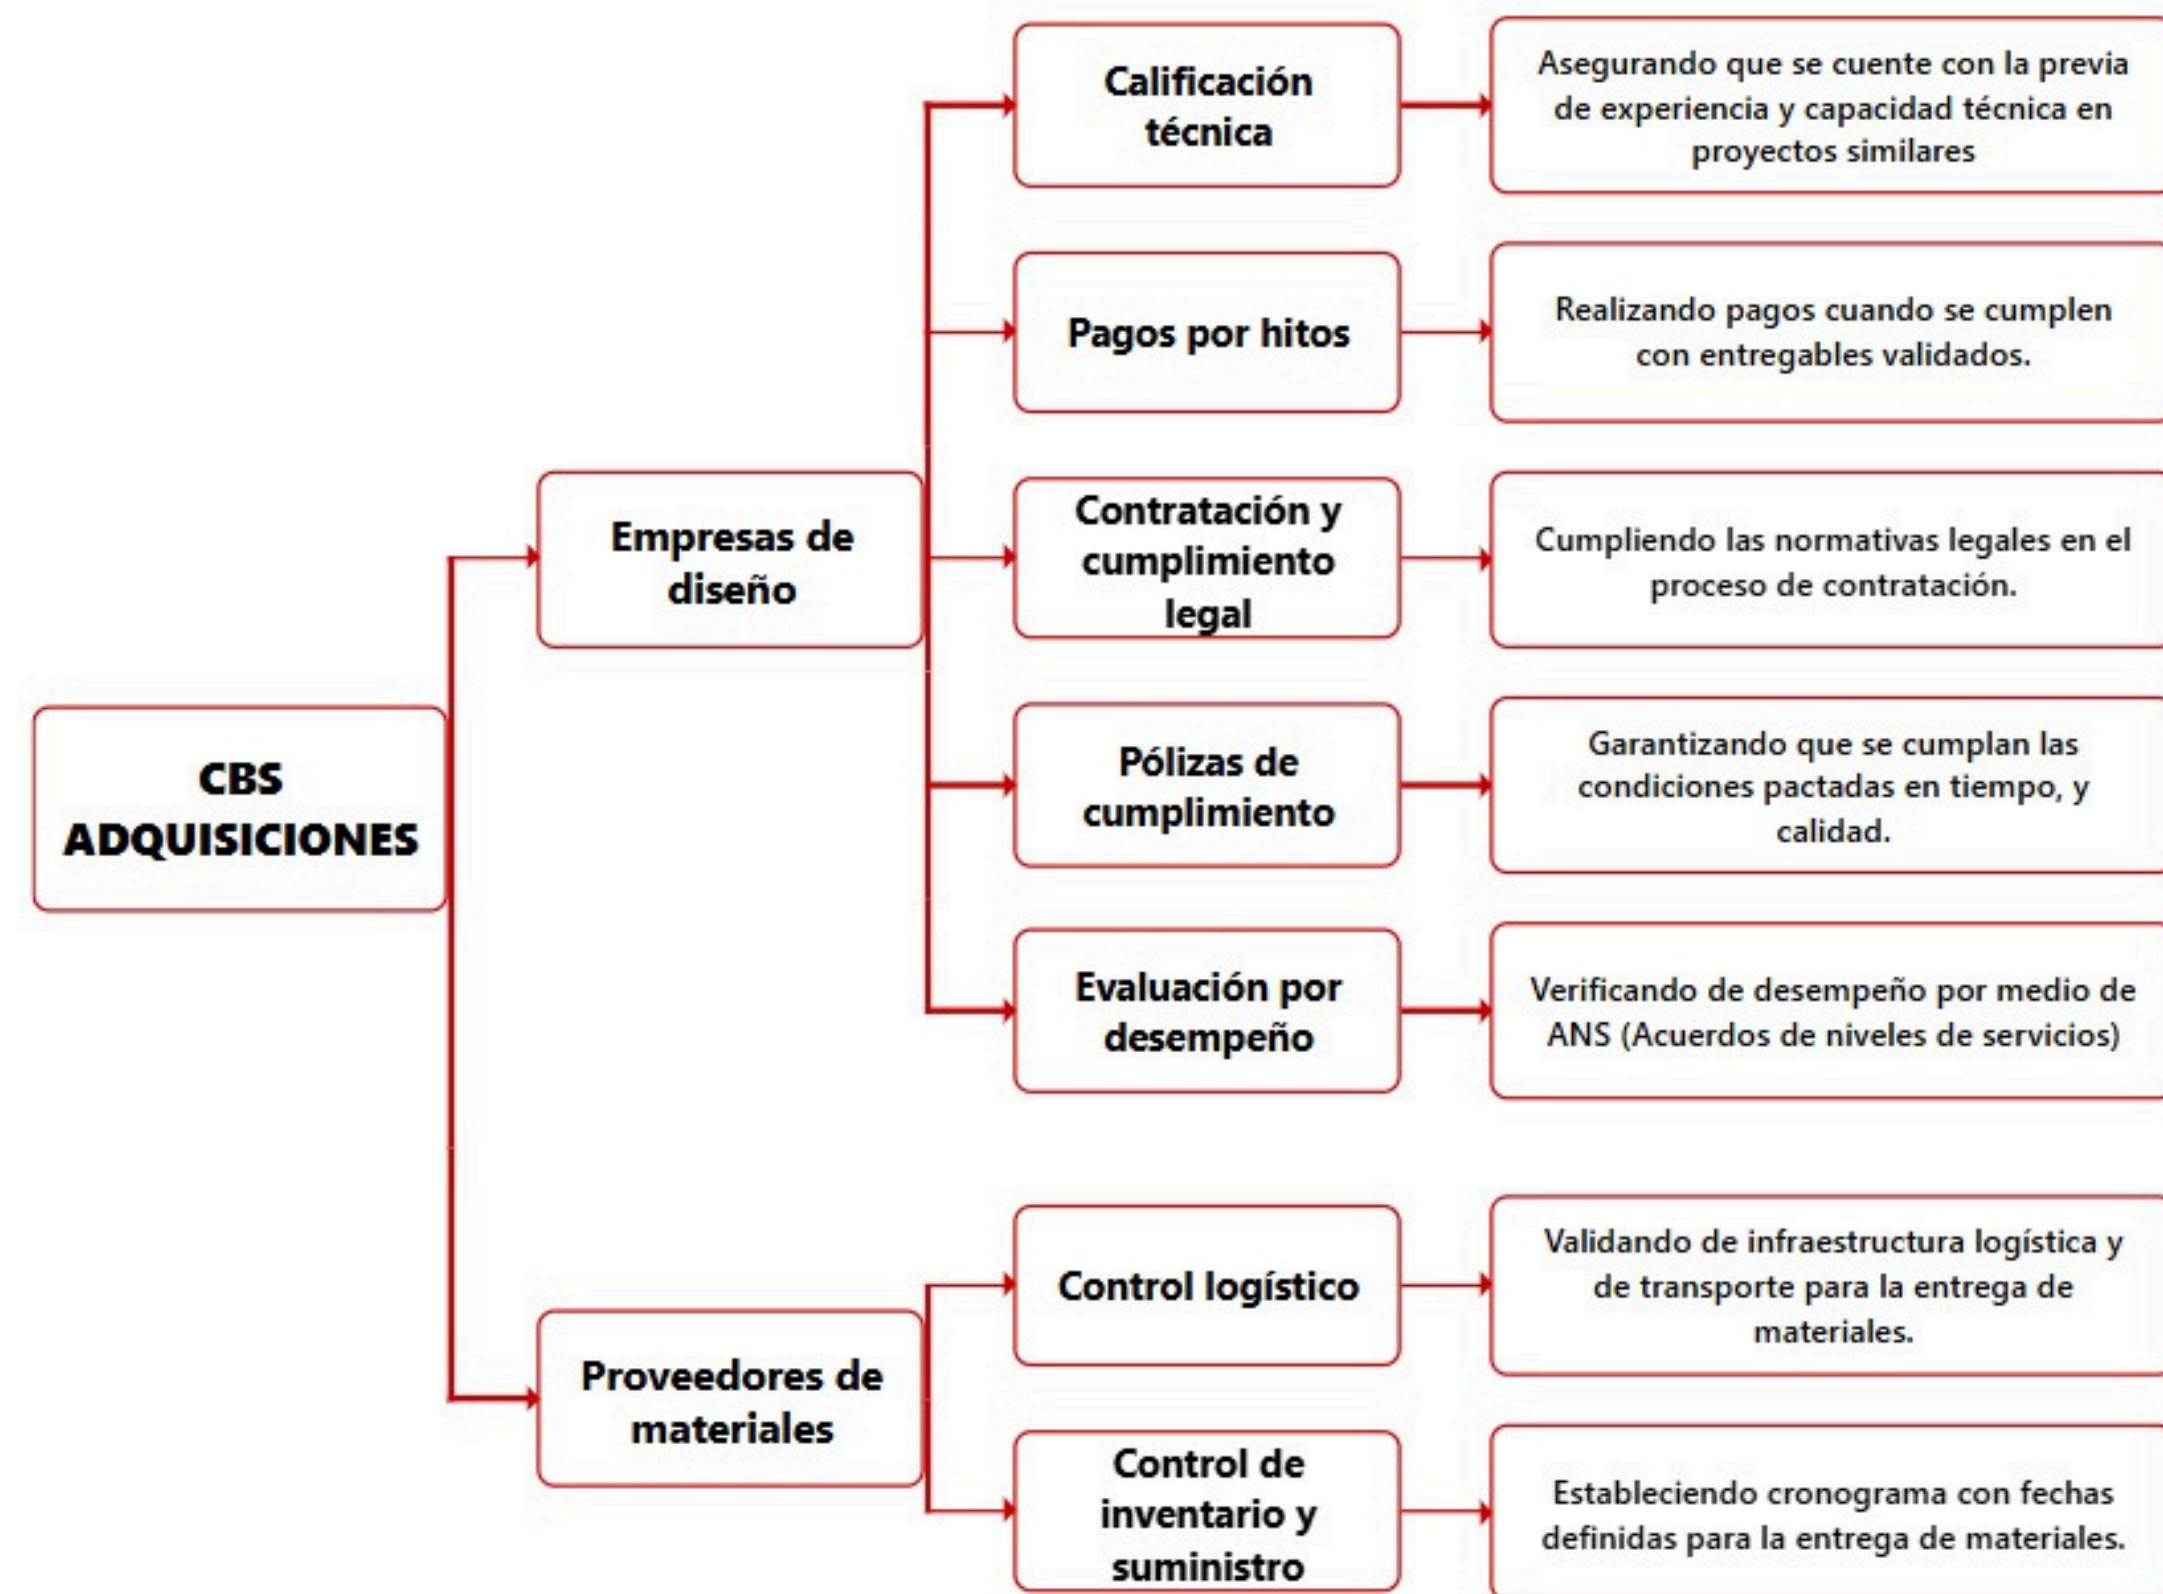 CBS
ADQUISICIONES
Empresas de
diseño
Calificación
técnica
Asegurando que se cuente con la previa
de experiencia y capacidad técnica en
proyectos similares
Pagos por hitos
Realizando pagos cuando se cumplen
con entregables validados.
Contratación y
cumplimiento
legal
Cumpliendo las normativas legales en el
proceso de contratación.
Pólizas de
cumplimiento
Garantizando que se cumplan las
condiciones pactadas en tiempo, y
calidad.
Evaluación por
desempeño
Verificando de desempeño por medio de
ANS (Acuerdos de niveles de servicios)
Proveedores de
materiales
Control logístico
Validando de infraestructura logística y
de transporte para la entrega de
materiales.
Control de
inventario y
suministro
Estableciendo cronograma con fechas
definidas para la entrega de materiales.